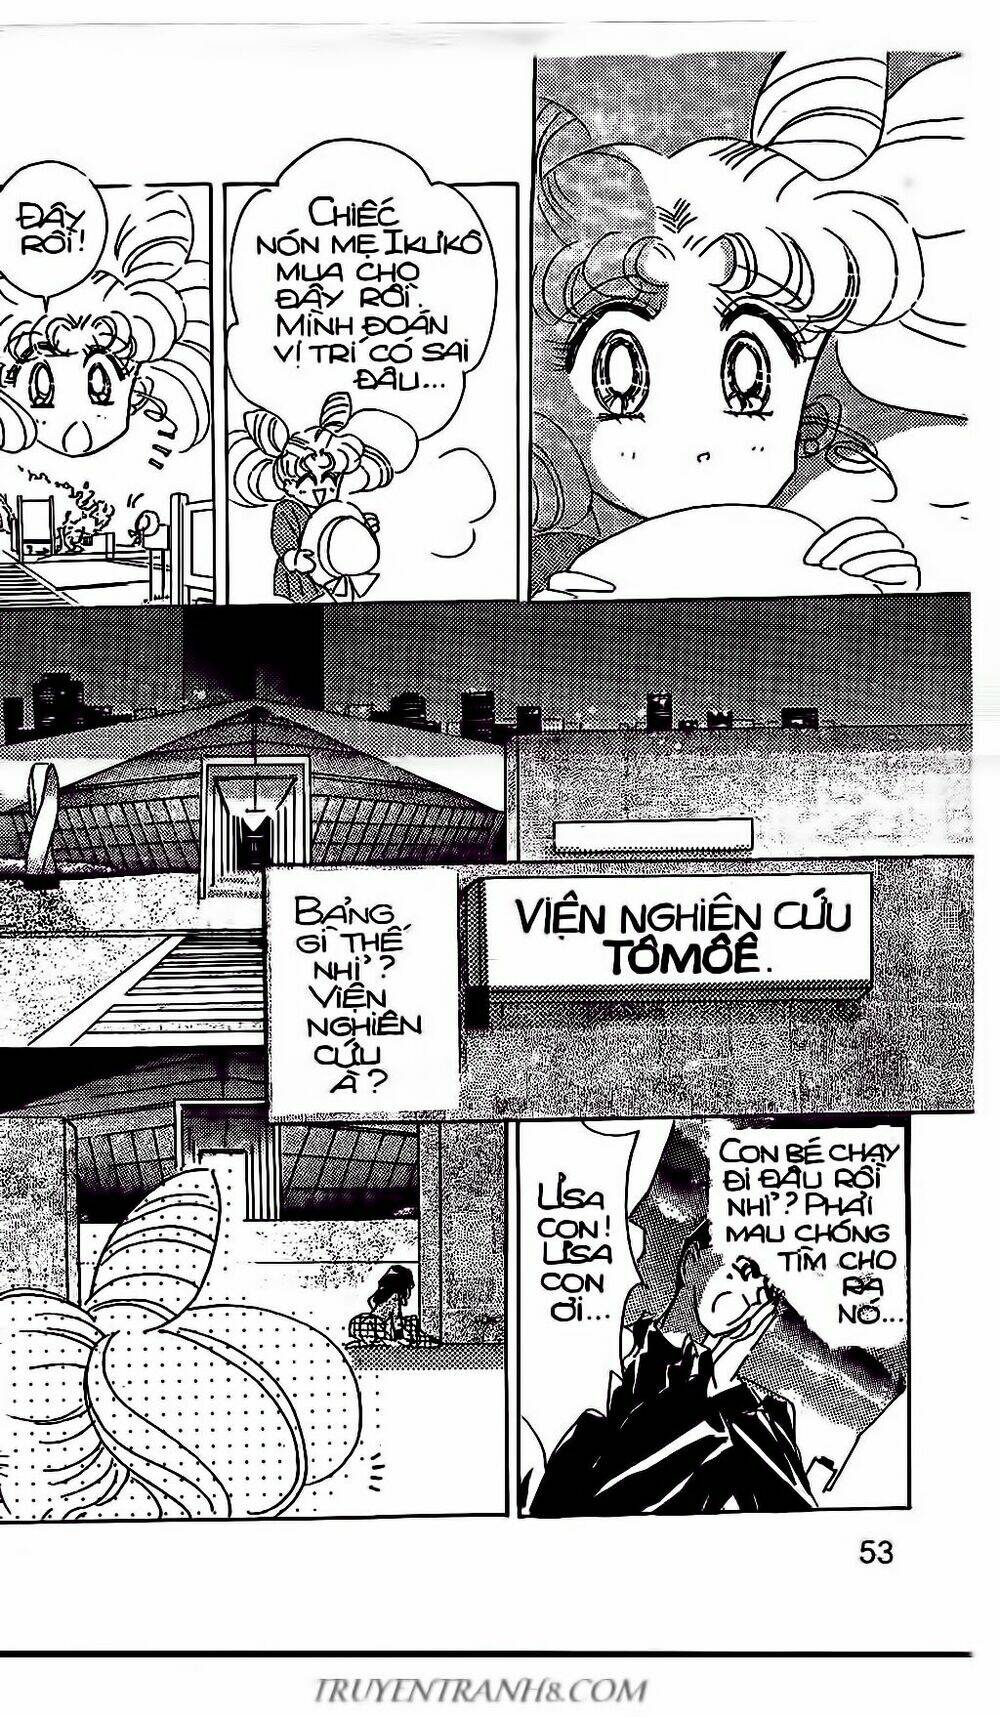 ĐÂY
RỒI!
CHIẾC
NÓN MẸ IKUKÔ
MUA CHO
ĐÂY RỒI.
MÌNH ĐOÁN
VỊ TRÍ CÓ SAI
ĐÂU...
VIỆN NGHIÊN CỨU
TÔMÔÊ.
BẢNG
GÌ THẾ
NHỈ?
VIỆN
NGHIÊN
CỨU
À?
LISA
CON!
LISA
CON
ƠI...
CON BÉ CHẠY
ĐI ĐÂU RỒI
NHỈ? PHẢI
MAU CHÓNG
TÌM CHO
RA
NÓ...
53
TRUYENTRANH8.COM